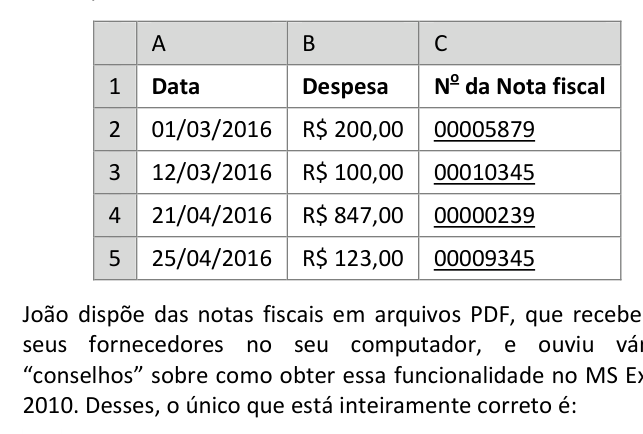 A B C
1 Data Despesa Nº da Nota fiscal
2 01/03/2016 R$ 200,00 00005879
3 12/03/2016 R$ 100,00 00010345
4 21/04/2016 R$ 847,00 00000239
5 25/04/2016 R$ 123,00 00009345
João dispõe das notas fiscais em arquivos PDF, que recebe
seus fornecedores no seu computador, e ouviu
"conselhos" sobre como obter essa funcionalidade no MS
2010. Desses, o único que está inteiramente correto é: